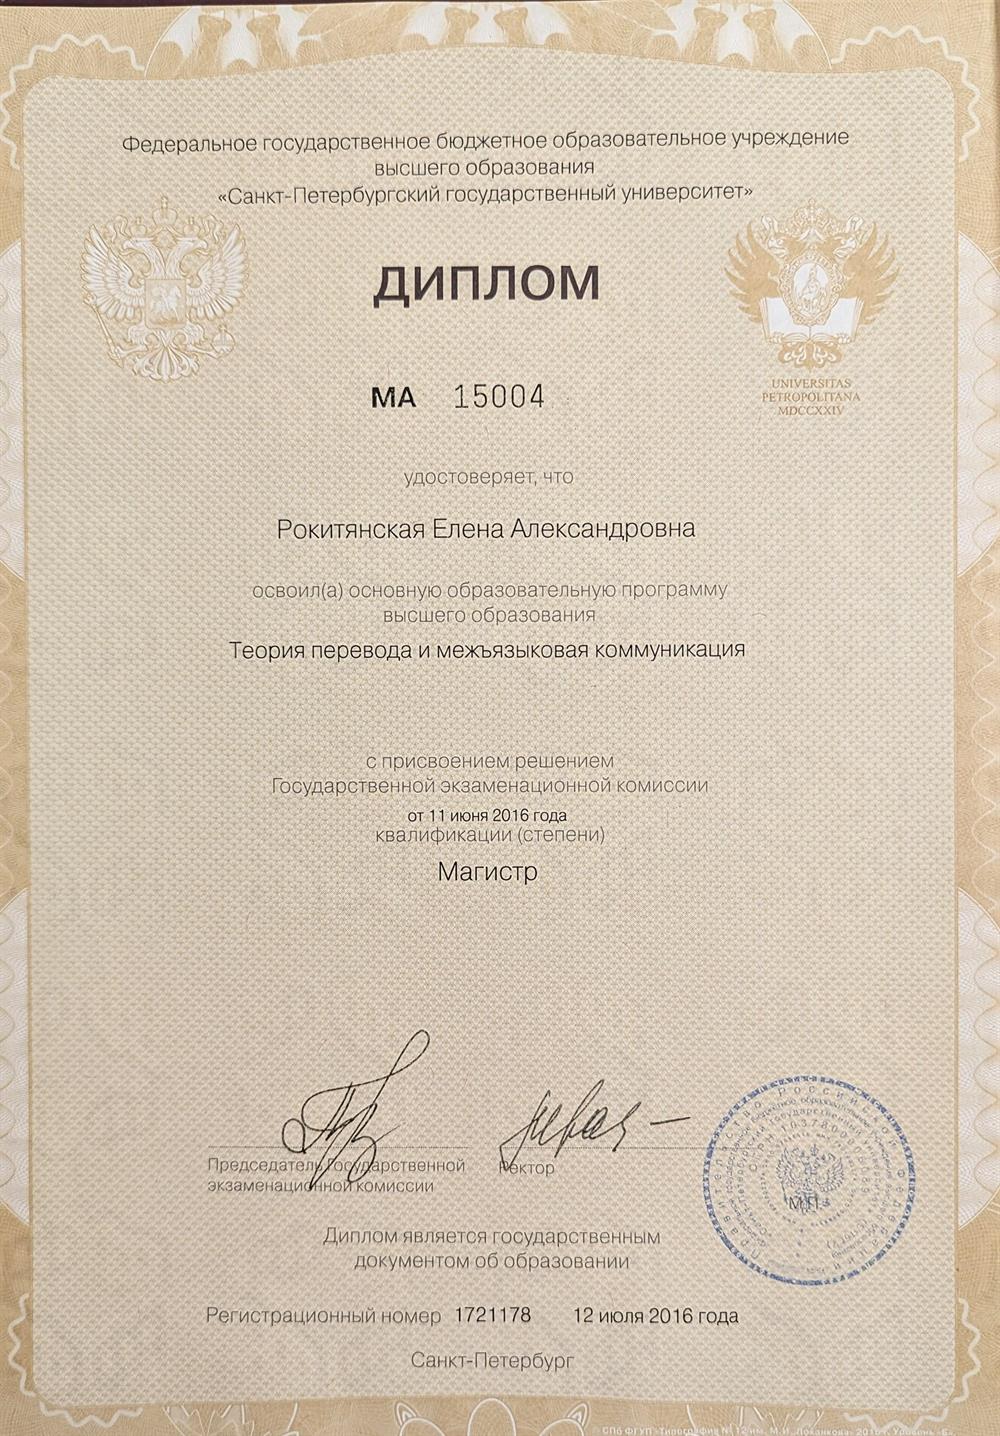 Федеральное государственное бюджетное образовательное учреждение
высшего образования
«Санкт-Петербургский государственный университет»
ДИПЛОМ
UNIVERSITAS
PETROPOLITANA
MDCCXXIV
МА 15004
удостоверяет, что
Рокитянская Елена Александровна
освоил(а) основную образовательную программу
высшего образования
Теория перевода и межъязыковая коммуникация
с присвоением решением
Государственной экзаменационной комиссии
от 11 июня 2016 года
квалификации (степени)
Магистр
Председатель Государственной
экзаменационной комиссии
Ректор
М.П.
Диплом является государственным
документом об образовании
Регистрационный номер 1721178 12 июля 2016 года
Санкт-Петербург